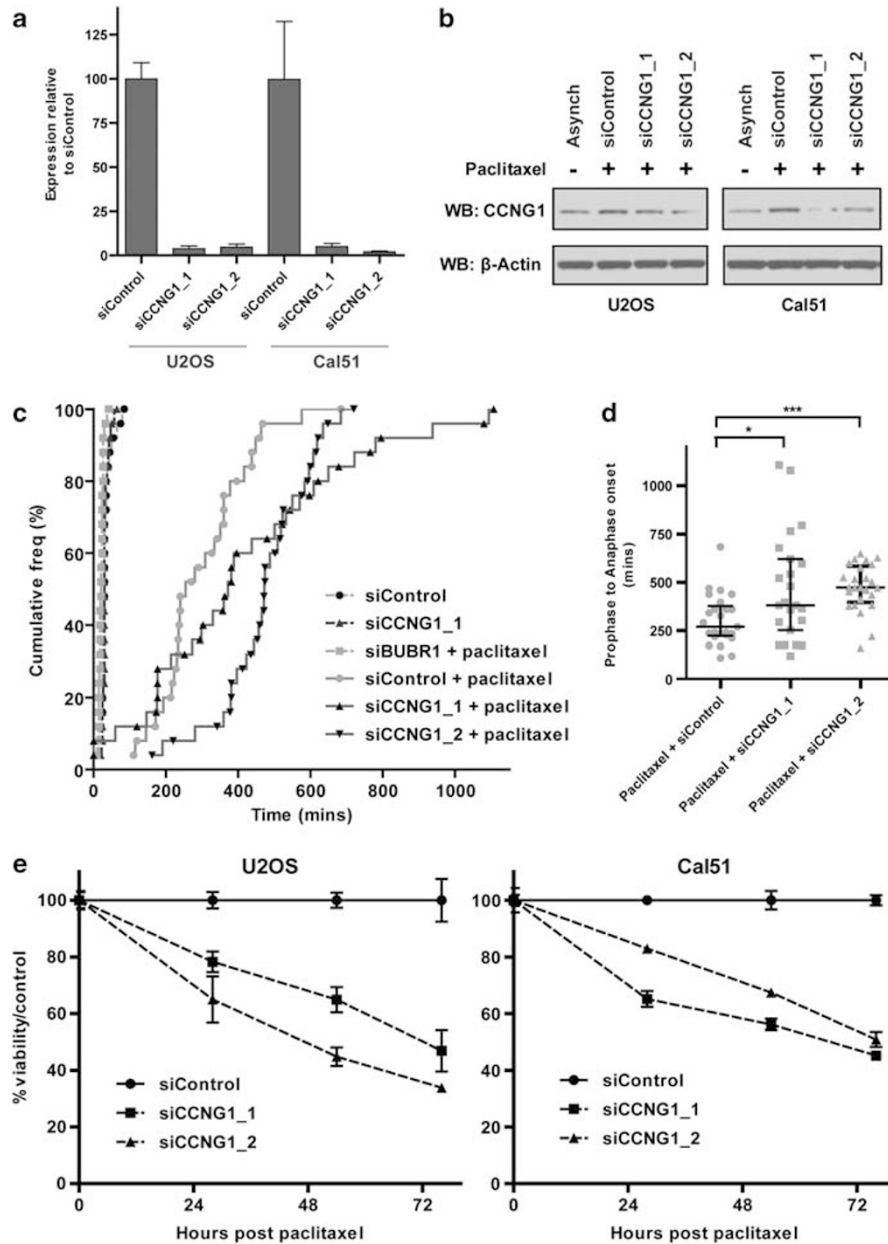 a
Expression relative
to siControl
125
100
75
50
25
0
siControl
siCCNG1_1
siCCNG1_2
siControl
siCCNG1_1
siCCNG1_2
U2OS
Cal51
b
Asynch
siControl
siCCNG1_1
siCCNG1_2
Asynch
siControl
siCCNG1_1
siCCNG1_2
Paclitaxel - + + + - + + +
WB: CCNG1
WB: β-Actin
U2OS
Cal51
c
Cumulative freq (%)
100
80
60
40
20
0
0 200 400 600 800 1000
Time (mins)
siControl
siCCNG1_1
siBUBR1 + paclitaxel
siControl + paclitaxel
siCCNG1_1 + paclitaxel
siCCNG1_2 + paclitaxel
d
***
*
Prophase to Anaphase onset
(mins)
1000
750
500
250
0
Paclitaxel + siControl
Paclitaxel + siCCNG1_1
Paclitaxel + siCCNG1_2
e
U2OS
% viability/control
100
80
60
40
20
0
siControl
siCCNG1_1
siCCNG1_2
0 24 48 72
Hours post paclitaxel
Cal51
100
80
60
40
20
0
siControl
siCCNG1_1
siCCNG1_2
0 24 48 72
Hours post paclitaxel